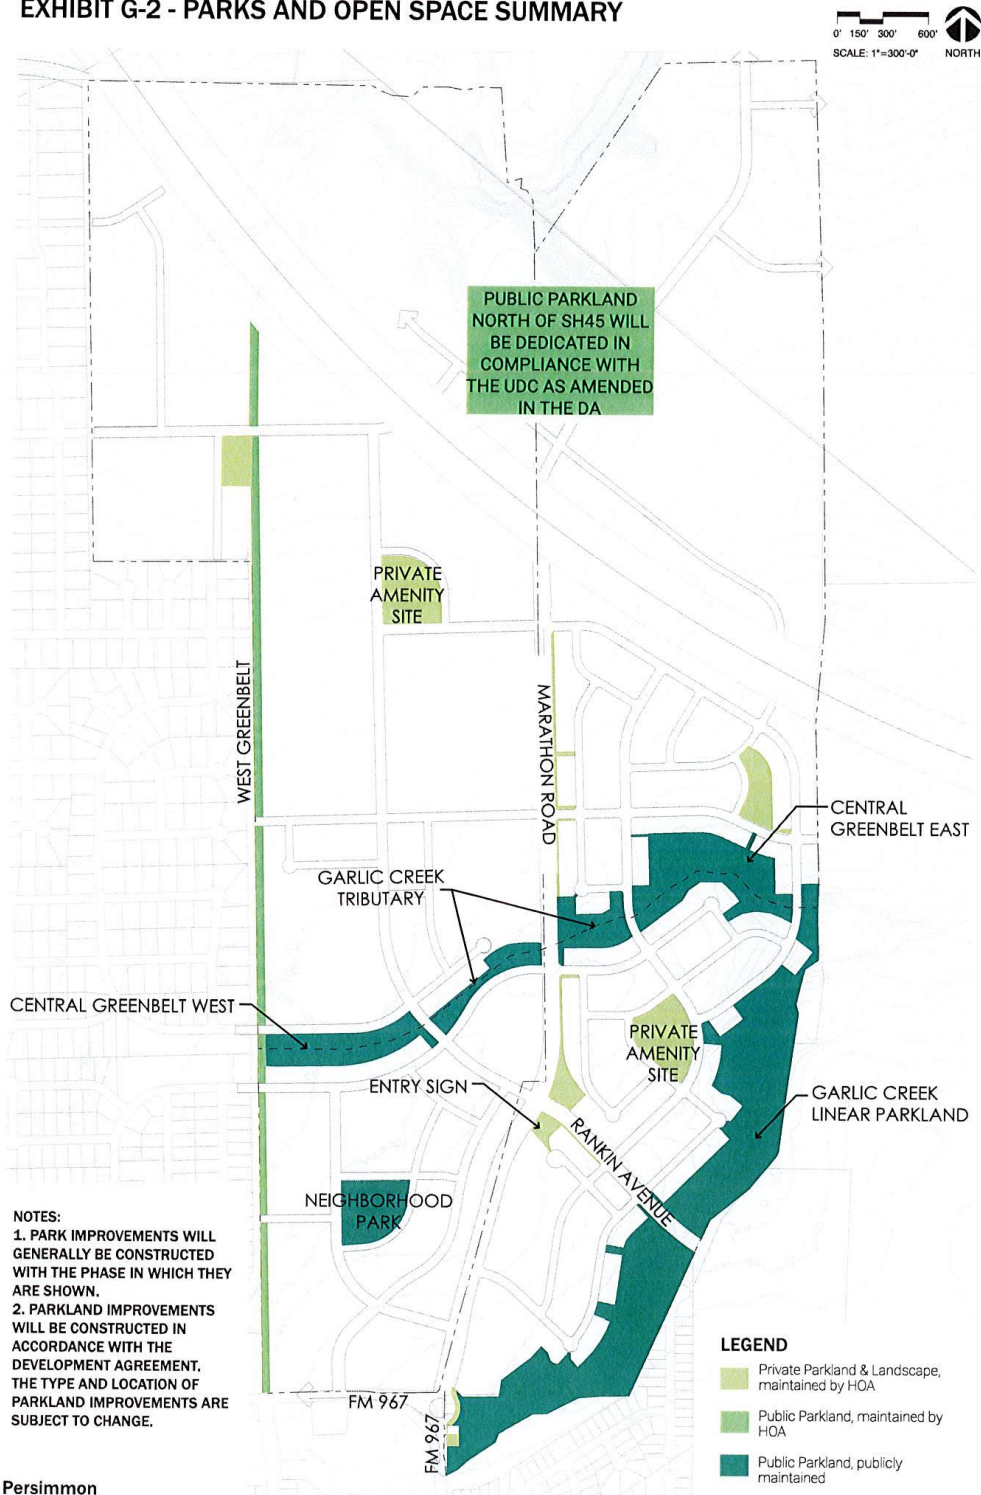 EXHIBIT G-2 - PARKS AND OPEN SPACE SUMMARY
0' 150' 300' 600'
SCALE: 1"=300'-0"
NORTH
PUBLIC PARKLAND
NORTH OF SH45 WILL
BE DEDICATED IN
COMPLIANCE WITH
THE UDC AS AMENDED
IN THE DA
PRIVATE
AMENITY
SITE
WEST GREENBELT
MARATHON ROAD
CENTRAL
GREENBELT EAST
GARLIC CREEK
TRIBUTARY
CENTRAL GREENBELT WEST
PRIVATE
AMENITY
SITE
ENTRY SIGN
GARLIC CREEK
LINEAR PARKLAND
RANKIN AVENUE
NEIGHBORHOOD
PARK
NOTES:
1. PARK IMPROVEMENTS WILL
GENERALLY BE CONSTRUCTED
WITH THE PHASE IN WHICH THEY
ARE SHOWN.
2. PARKLAND IMPROVEMENTS
WILL BE CONSTRUCTED IN
ACCORDANCE WITH THE
DEVELOPMENT AGREEMENT,
THE TYPE AND LOCATION OF
PARKLAND IMPROVEMENTS ARE
SUBJECT TO CHANGE.
FM 967
FM 967
LEGEND
Private Parkland & Landscape,
maintained by HOA
Public Parkland, maintained by
HOA
Public Parkland, publicly
maintained
Persimmon